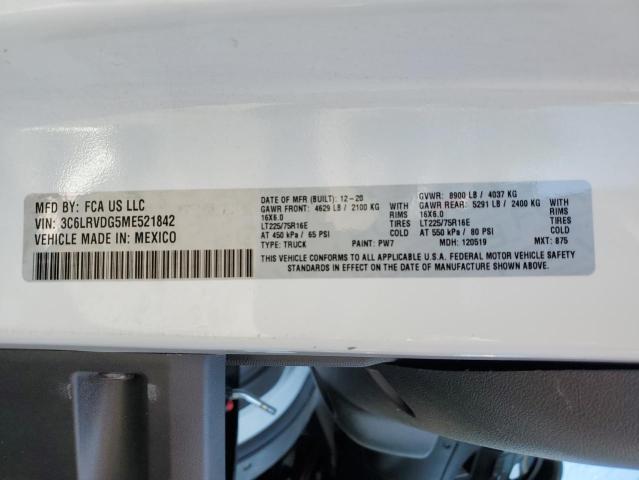 MFD BY: FCA US LLC
VIN: 3C6LRVDG5ME521842
VEHICLE MADE IN: MEXICO
DATE OF MFR (BUILT): 12-20
GAWR FRONT: 4629 LB / 2100 KG WITH
16X6.0 RIMS
LT225/75R16E TIRES
AT 450 kPa / 65 PSI COLD
TYPE: TRUCK
GVWR: 8900 LB / 4037 KG
GAWR REAR: 5291 LB / 2400 KG WITH
16X6.0 RIMS
LT225/75R16E TIRES
AT 550 kPa / 80 PSI COLD
PAINT: PW7 MDH: 120519 MXT: 875
THIS VEHICLE CONFORMS TO ALL APPLICABLE U.S.A. FEDERAL MOTOR VEHICLE SAFETY
STANDARDS IN EFFECT ON THE DATE OF MANUFACTURE SHOWN ABOVE